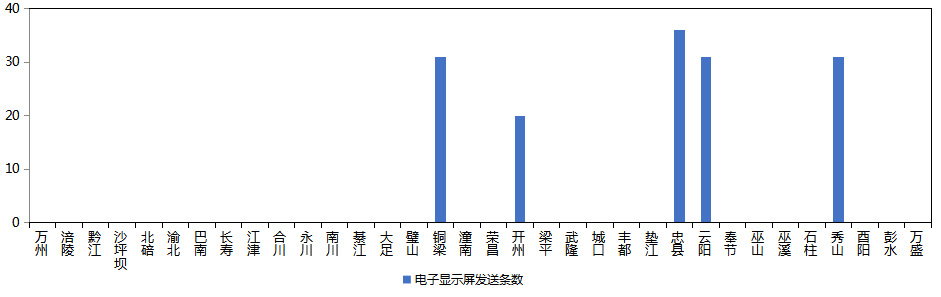 40
30
20
10
0
万州 涪陵 黔江 沙坪坝 北碚 渝北 巴南 长寿 江津 合川 永川 南川 綦江 大足 璧山 铜梁 潼南 荣昌 开州 梁平 武隆 城口 丰都 垫江 忠县 云阳 奉节 巫山 巫溪 石柱 秀山 酉阳 彭水 万盛
电子显示屏发送条数